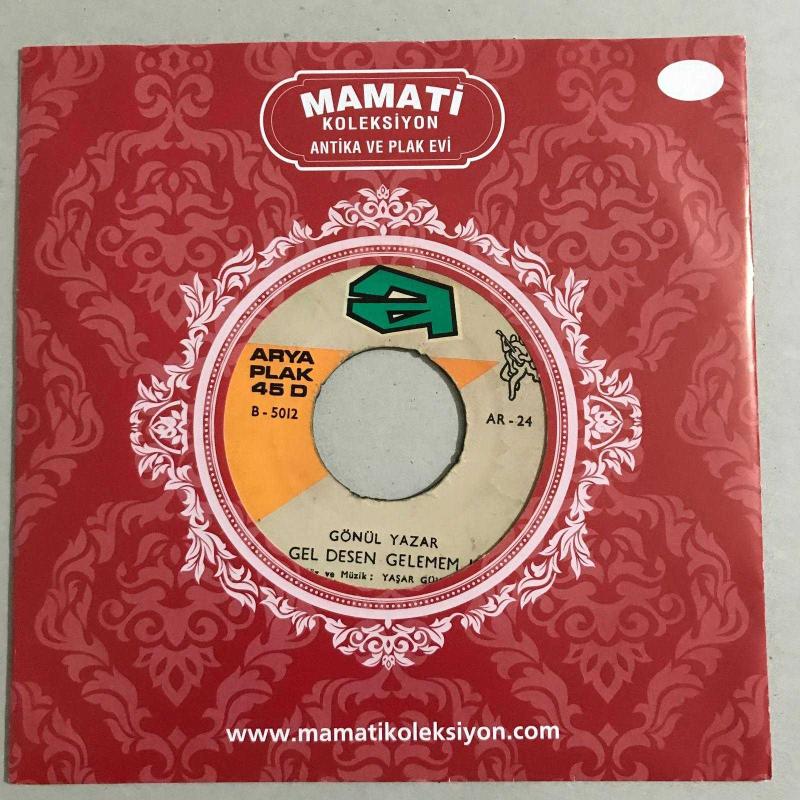 MAMATİ
KOLEKSİYON
ANTİKA VE PLAK EVİ
ARYA
PLAK
45 D
B - 5012
AR - 24
GÖNÜL YAZAR
GEL DESEN GELEMEM
ve Müzik : YAŞAR
www.mamatikoleksiyon.com